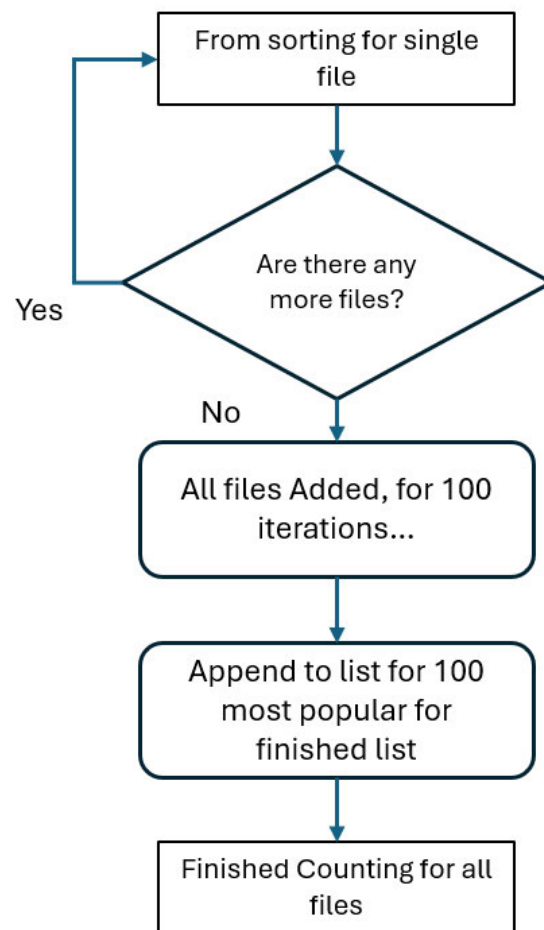 From sorting for single
file
Are there any
more files?
Yes
No
All files Added, for 100
iterations...
Append to list for 100
most popular for
finished list
Finished Counting for all
files